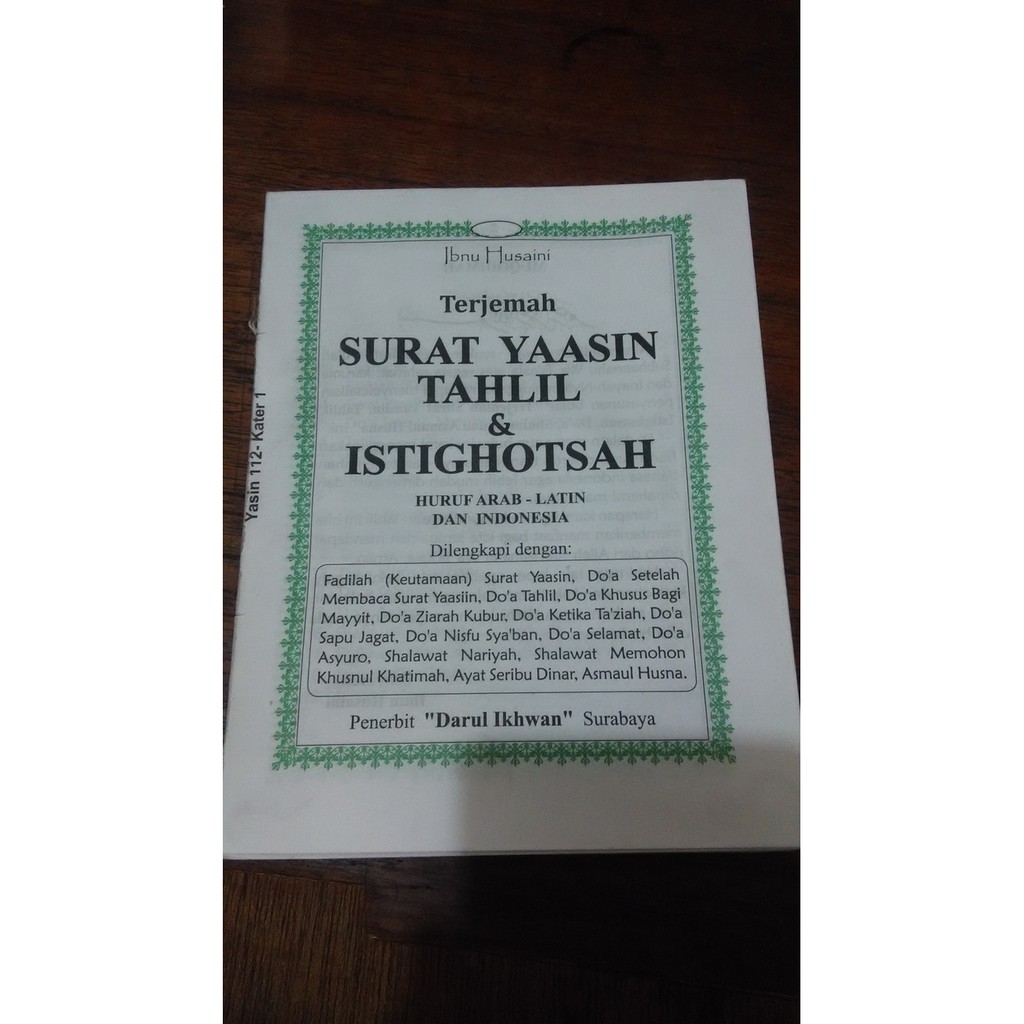 Ibnu Husaini
Terjemah
SURAT YAASIN
TAHLIL
&
ISTIGHOTSAH
HURUF ARAB - LATIN
DAN INDONESIA
Dilengkapi dengan:
Fadilah (Keutamaan) Surat Yaasin, Do'a Setelah
Membaca Surat Yaasiin, Do'a Tahlil, Do'a Khusus Bagi
Mayyit, Do'a Ziarah Kubur, Do'a Ketika Ta'ziah, Do'a
Sapu Jagat, Do'a Nisfu Sya'ban, Do'a Selamat, Do'a
Asyuro, Shalawat Nariyah, Shalawat Memohon
Khusnul Khatimah, Ayat Seribu Dinar, Asmaul Husna.
Penerbit "Darul Ikhwan" Surabaya
Yasin 112- Kater 1